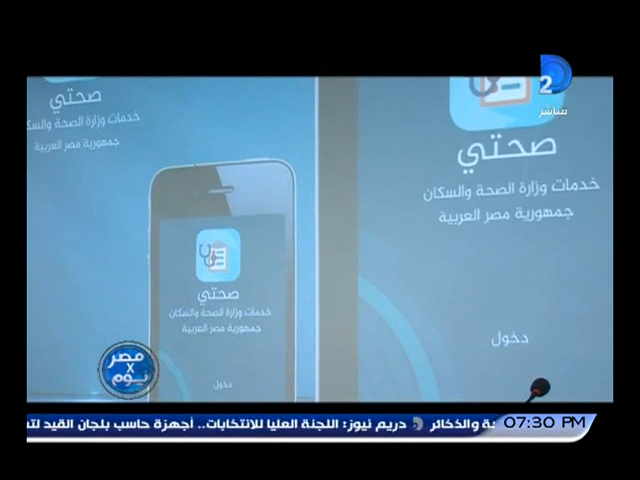 2
مباشر
صحتي
خدمات وزارة الصحة والسكان
جمهورية مصر العربية
صحتي
خدمات وزارة الصحة والسكان
جمهورية مصر العربية
دخول
صحتي
خدمات وزارة الصحة والسكان
جمهورية مصر العربية
دخول
مصر
x
يوم
والذخائر دريم نيوز: اللجنة العليا للانتخابات.. أجهزة حاسب بلجان القيد
07:30 PM